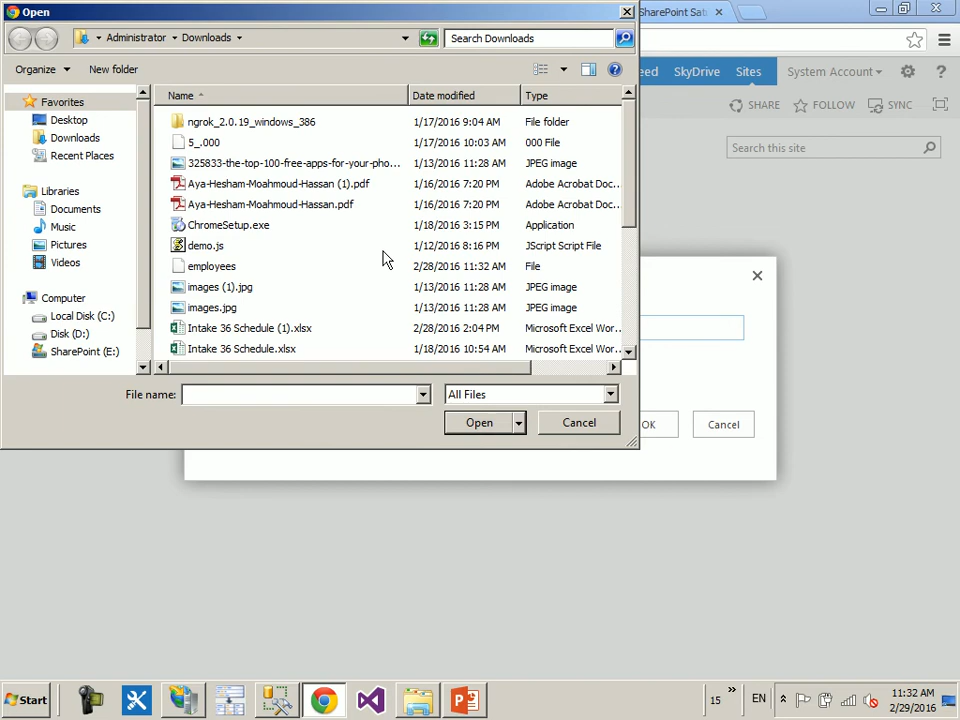 Open
SharePoint Sat
Administrator
Downloads
Search Downloads
Organize
New folder
eed
SkyDrive
Sites
System Account
SHARE
FOLLOW
SYNC
Search this site
Favorites
Desktop
Downloads
Recent Places
Libraries
Documents
Music
Pictures
Videos
Computer
Local Disk (C:)
Disk (D:)
SharePoint (E:)
Name
Date modified
Type
ngrok_2.0.19_windows_386 1/17/2016 9:04 AM File folder
5_.000 1/17/2016 10:03 AM 000 File
325833-the-top-100-free-apps-for-your-pho... 1/13/2016 11:28 AM JPEG image
Aya-Hesham-Moahmoud-Hassan (1).pdf 1/16/2016 7:20 PM Adobe Acrobat Doc...
Aya-Hesham-Moahmoud-Hassan.pdf 1/16/2016 7:20 PM Adobe Acrobat Doc...
ChromeSetup.exe 1/18/2016 3:15 PM Application
demo.js 1/12/2016 8:16 PM JScript Script File
employees 2/28/2016 11:32 AM File
images (1).jpg 1/13/2016 11:28 AM JPEG image
images.jpg 1/13/2016 11:28 AM JPEG image
Intake 36 Schedule (1).xlsx 2/28/2016 2:04 PM Microsoft Excel Wor...
Intake 36 Schedule.xlsx 1/18/2016 10:54 AM Microsoft Excel Wor...
File name:
All Files
Open
Cancel
OK
Cancel
Start
15
EN
11:32 AM
2/29/2016